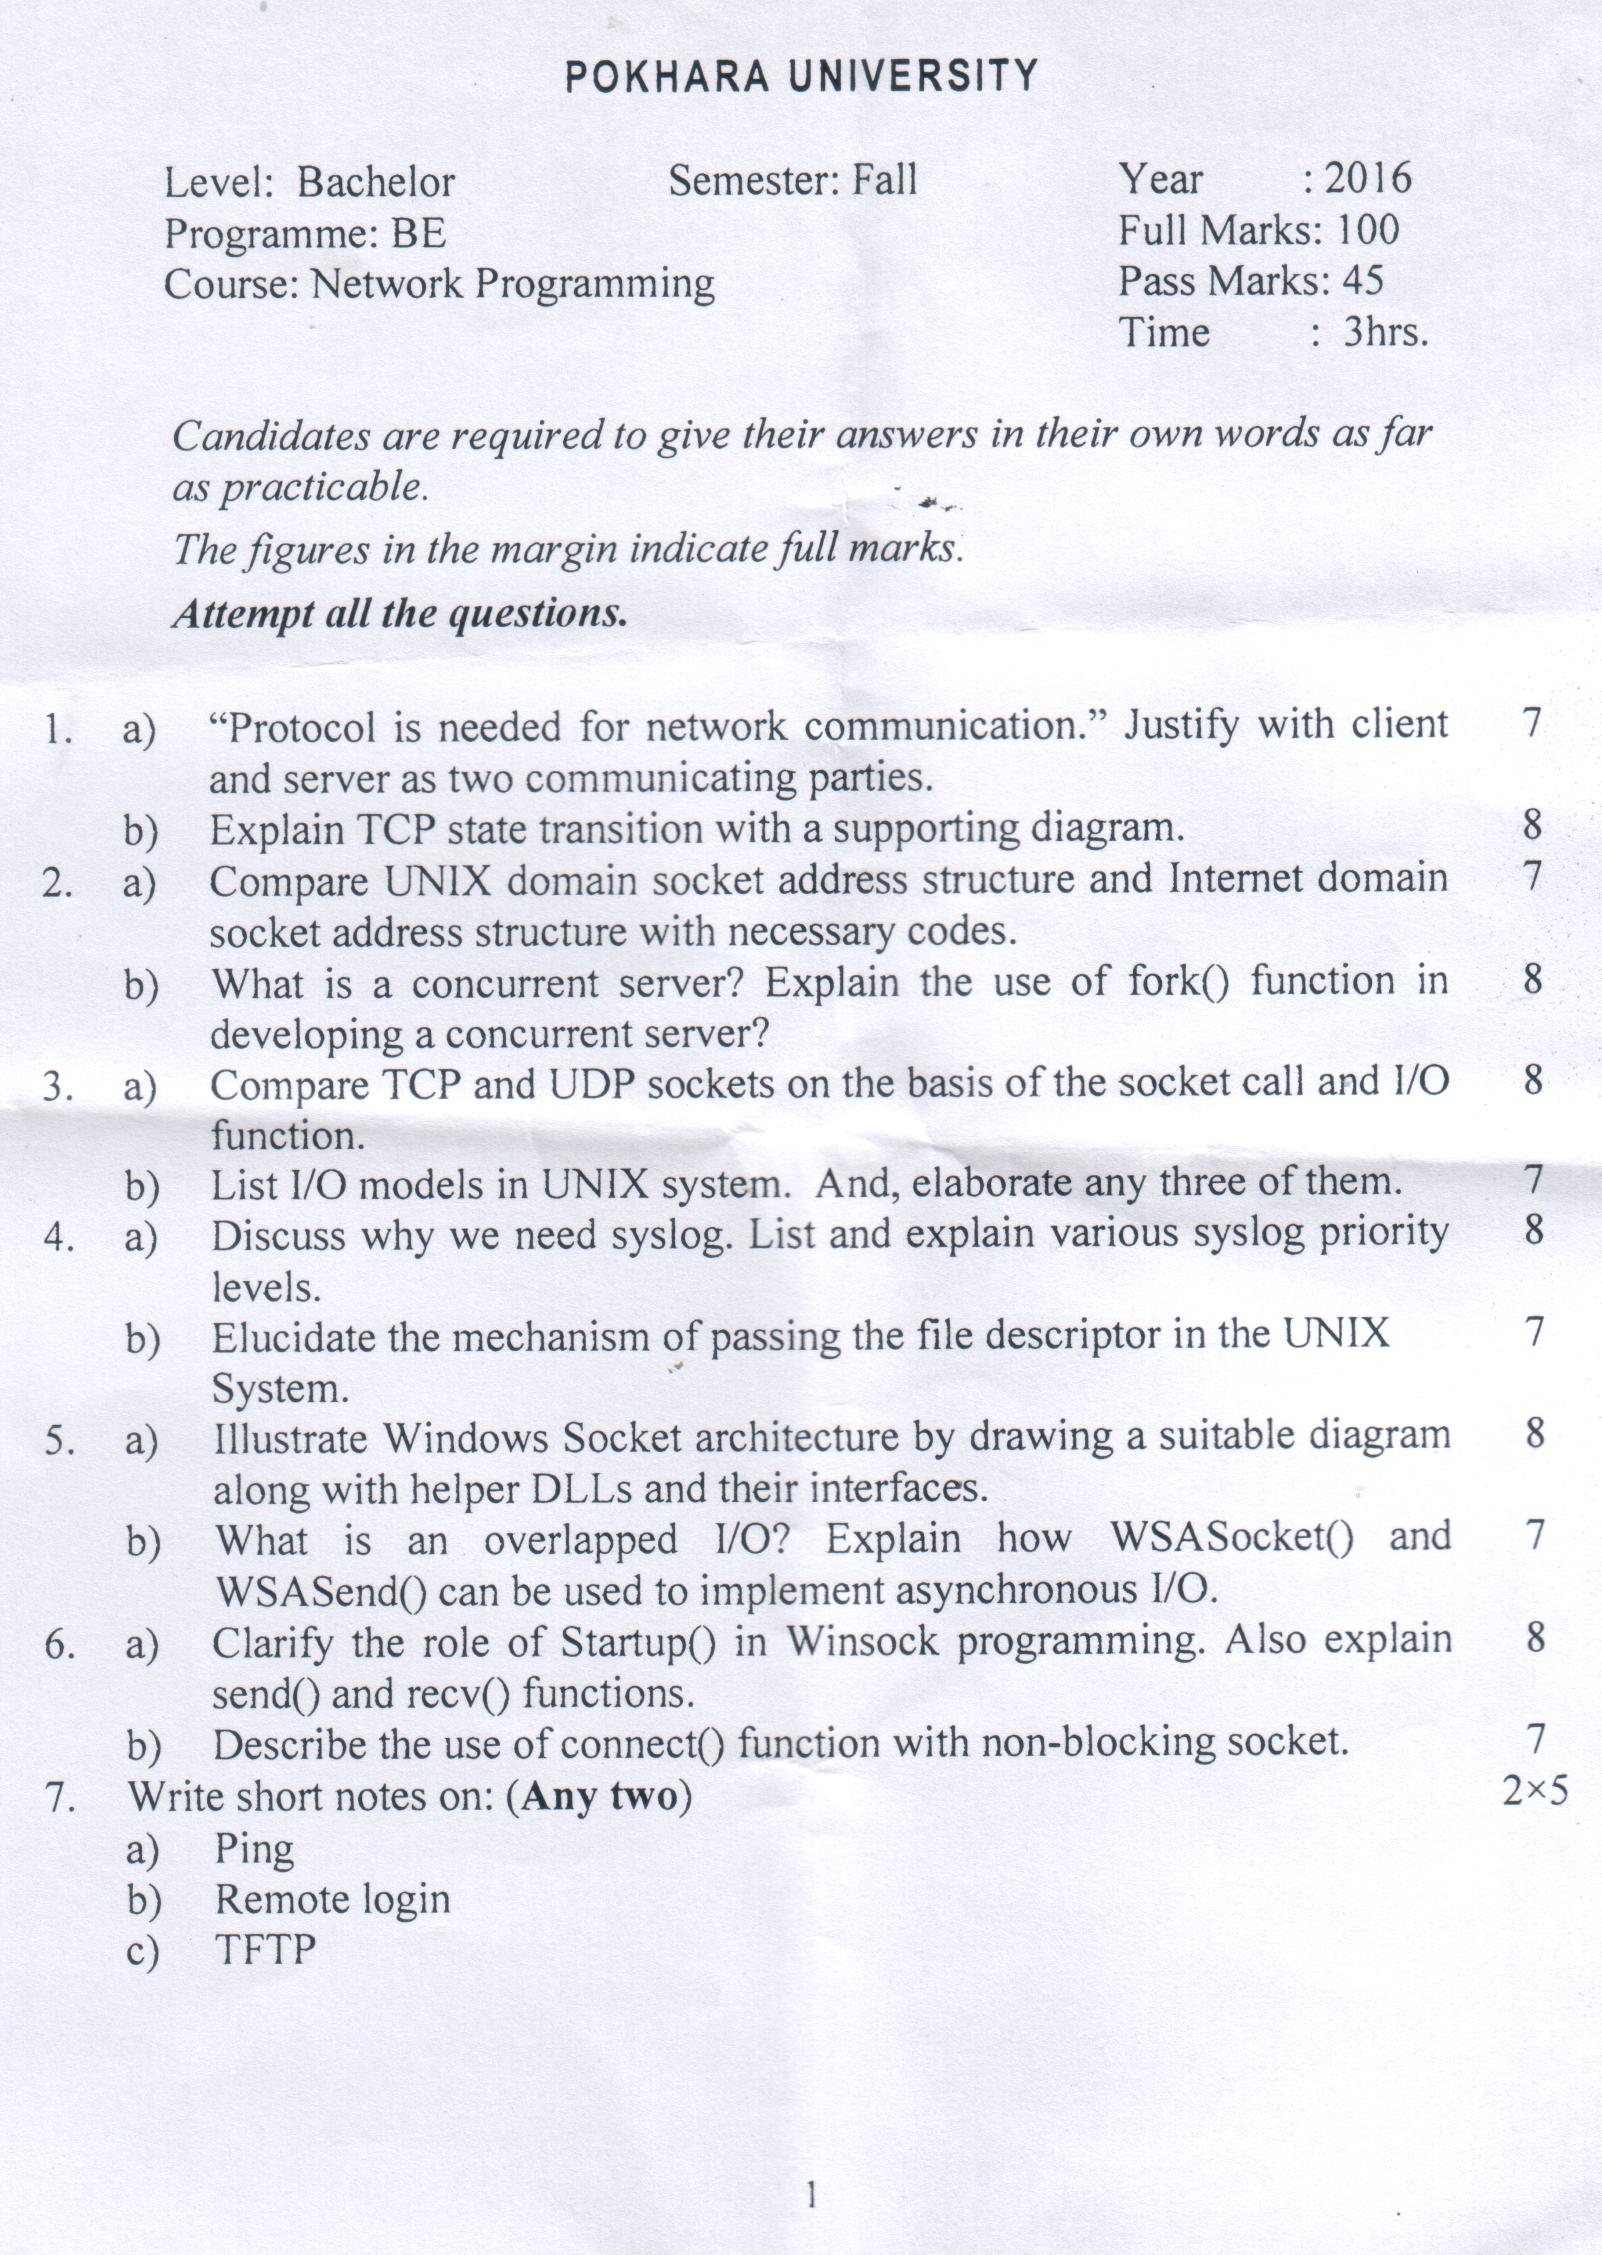 POKHARA UNIVERSITY
Level: Bachelor Semester: Fall Year : 2016
Programme: BE Full Marks: 100
Course: Network Programming Pass Marks: 45
Time : 3hrs.
Candidates are required to give their answers in their own words as far
as practicable.
The figures in the margin indicate full marks.
Attempt all the questions.
1. a) “Protocol is needed for network communication.” Justify with client 7
and server as two communicating parties.
b) Explain TCP state transition with a supporting diagram. 8
2. a) Compare UNIX domain socket address structure and Internet domain 7
socket address structure with necessary codes.
b) What is a concurrent server? Explain the use of fork() function in 8
developing a concurrent server?
3. a) Compare TCP and UDP sockets on the basis of the socket call and I/O 8
function.
b) List I/O models in UNIX system. And, elaborate any three of them. 7
4. a) Discuss why we need syslog. List and explain various syslog priority 8
levels.
b) Elucidate the mechanism of passing the file descriptor in the UNIX 7
System.
5. a) Illustrate Windows Socket architecture by drawing a suitable diagram 8
along with helper DLLs and their interfaces.
b) What is an overlapped I/O? Explain how WSASocket() and 7
WSASend() can be used to implement asynchronous I/O.
6. a) Clarify the role of Startup() in Winsock programming. Also explain 8
send() and recv() functions.
b) Describe the use of connect() function with non-blocking socket. 7
7. Write short notes on: (Any two) 2×5
a) Ping
b) Remote login
c) TFTP
1